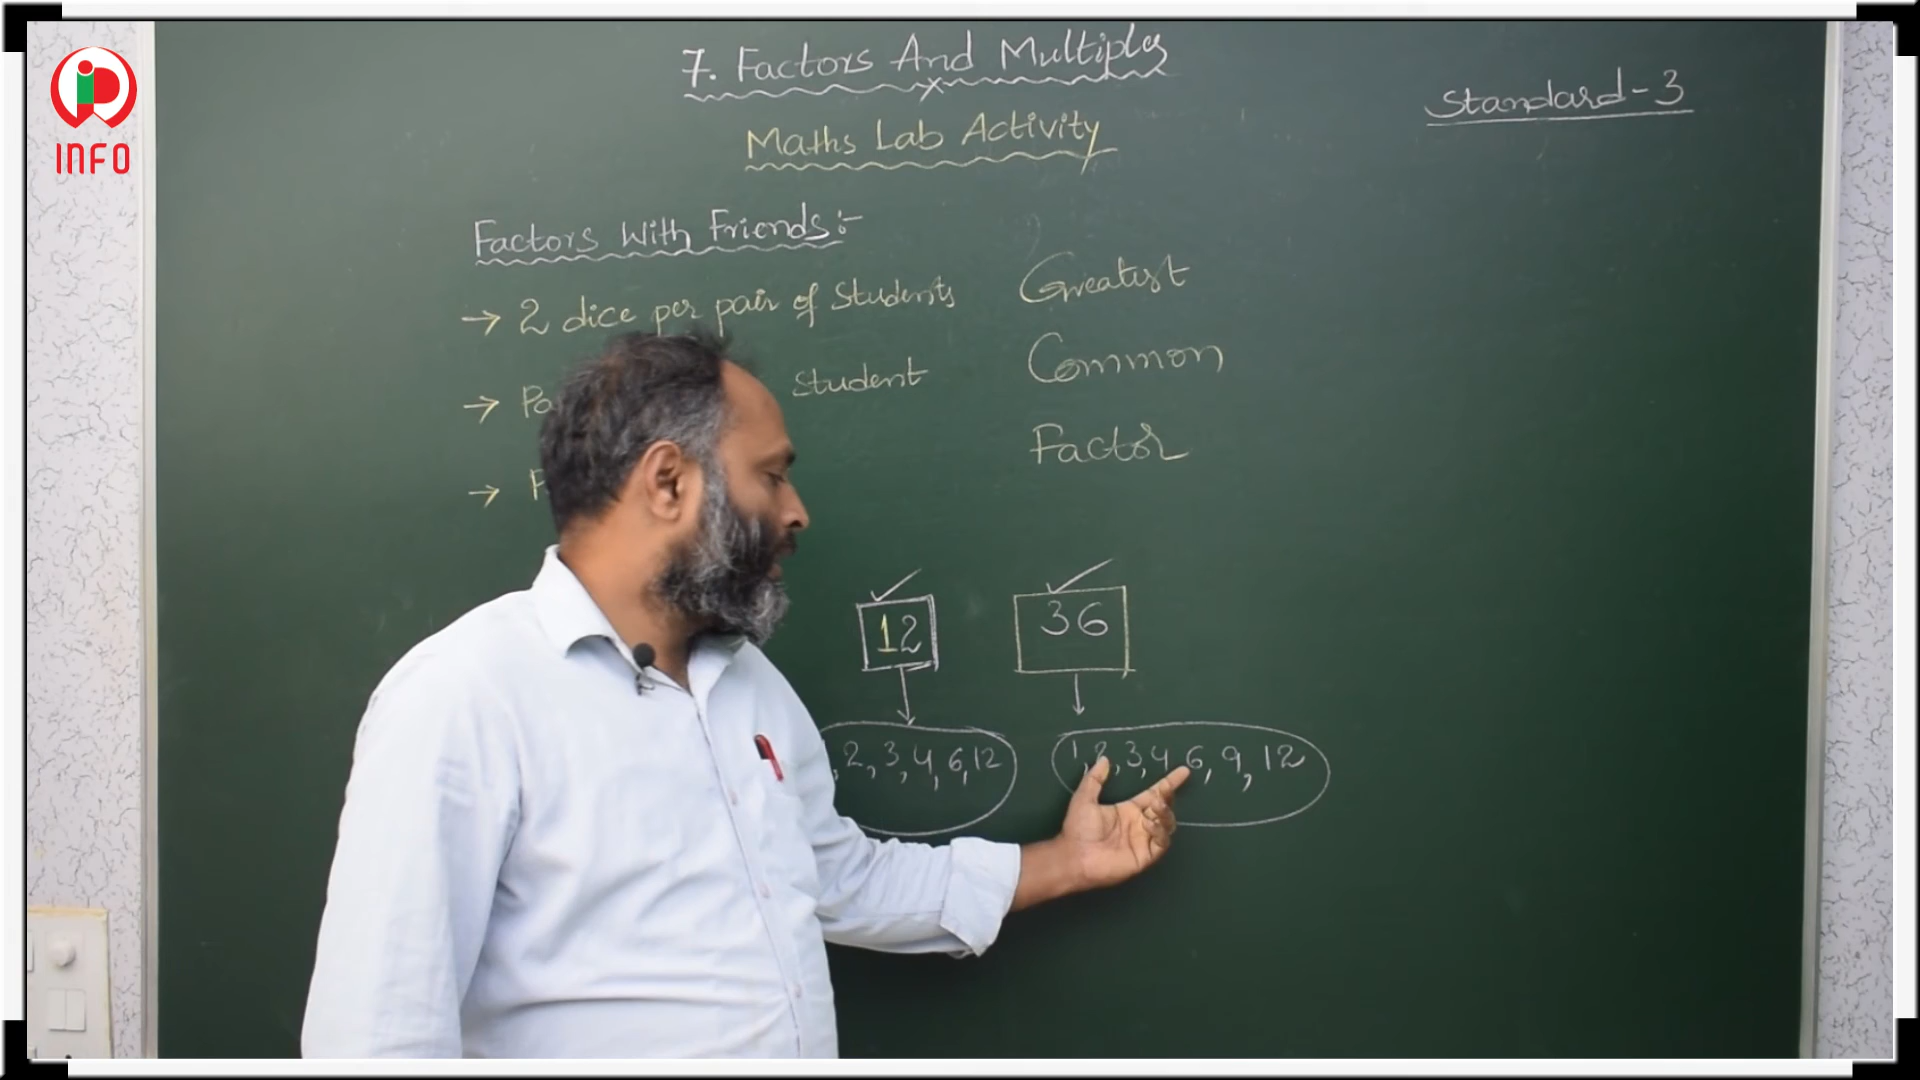 INFO
7. Factors And Multiples
Standard-3
Maths Lab Activity
Factors With Friends:-
→ 2 dice per pair of Students
→ Student
→
Greatest
Common
Factor
12
36
, 2, 3, 4, 6, 12
1, 2, 3, 4 6, 9, 12